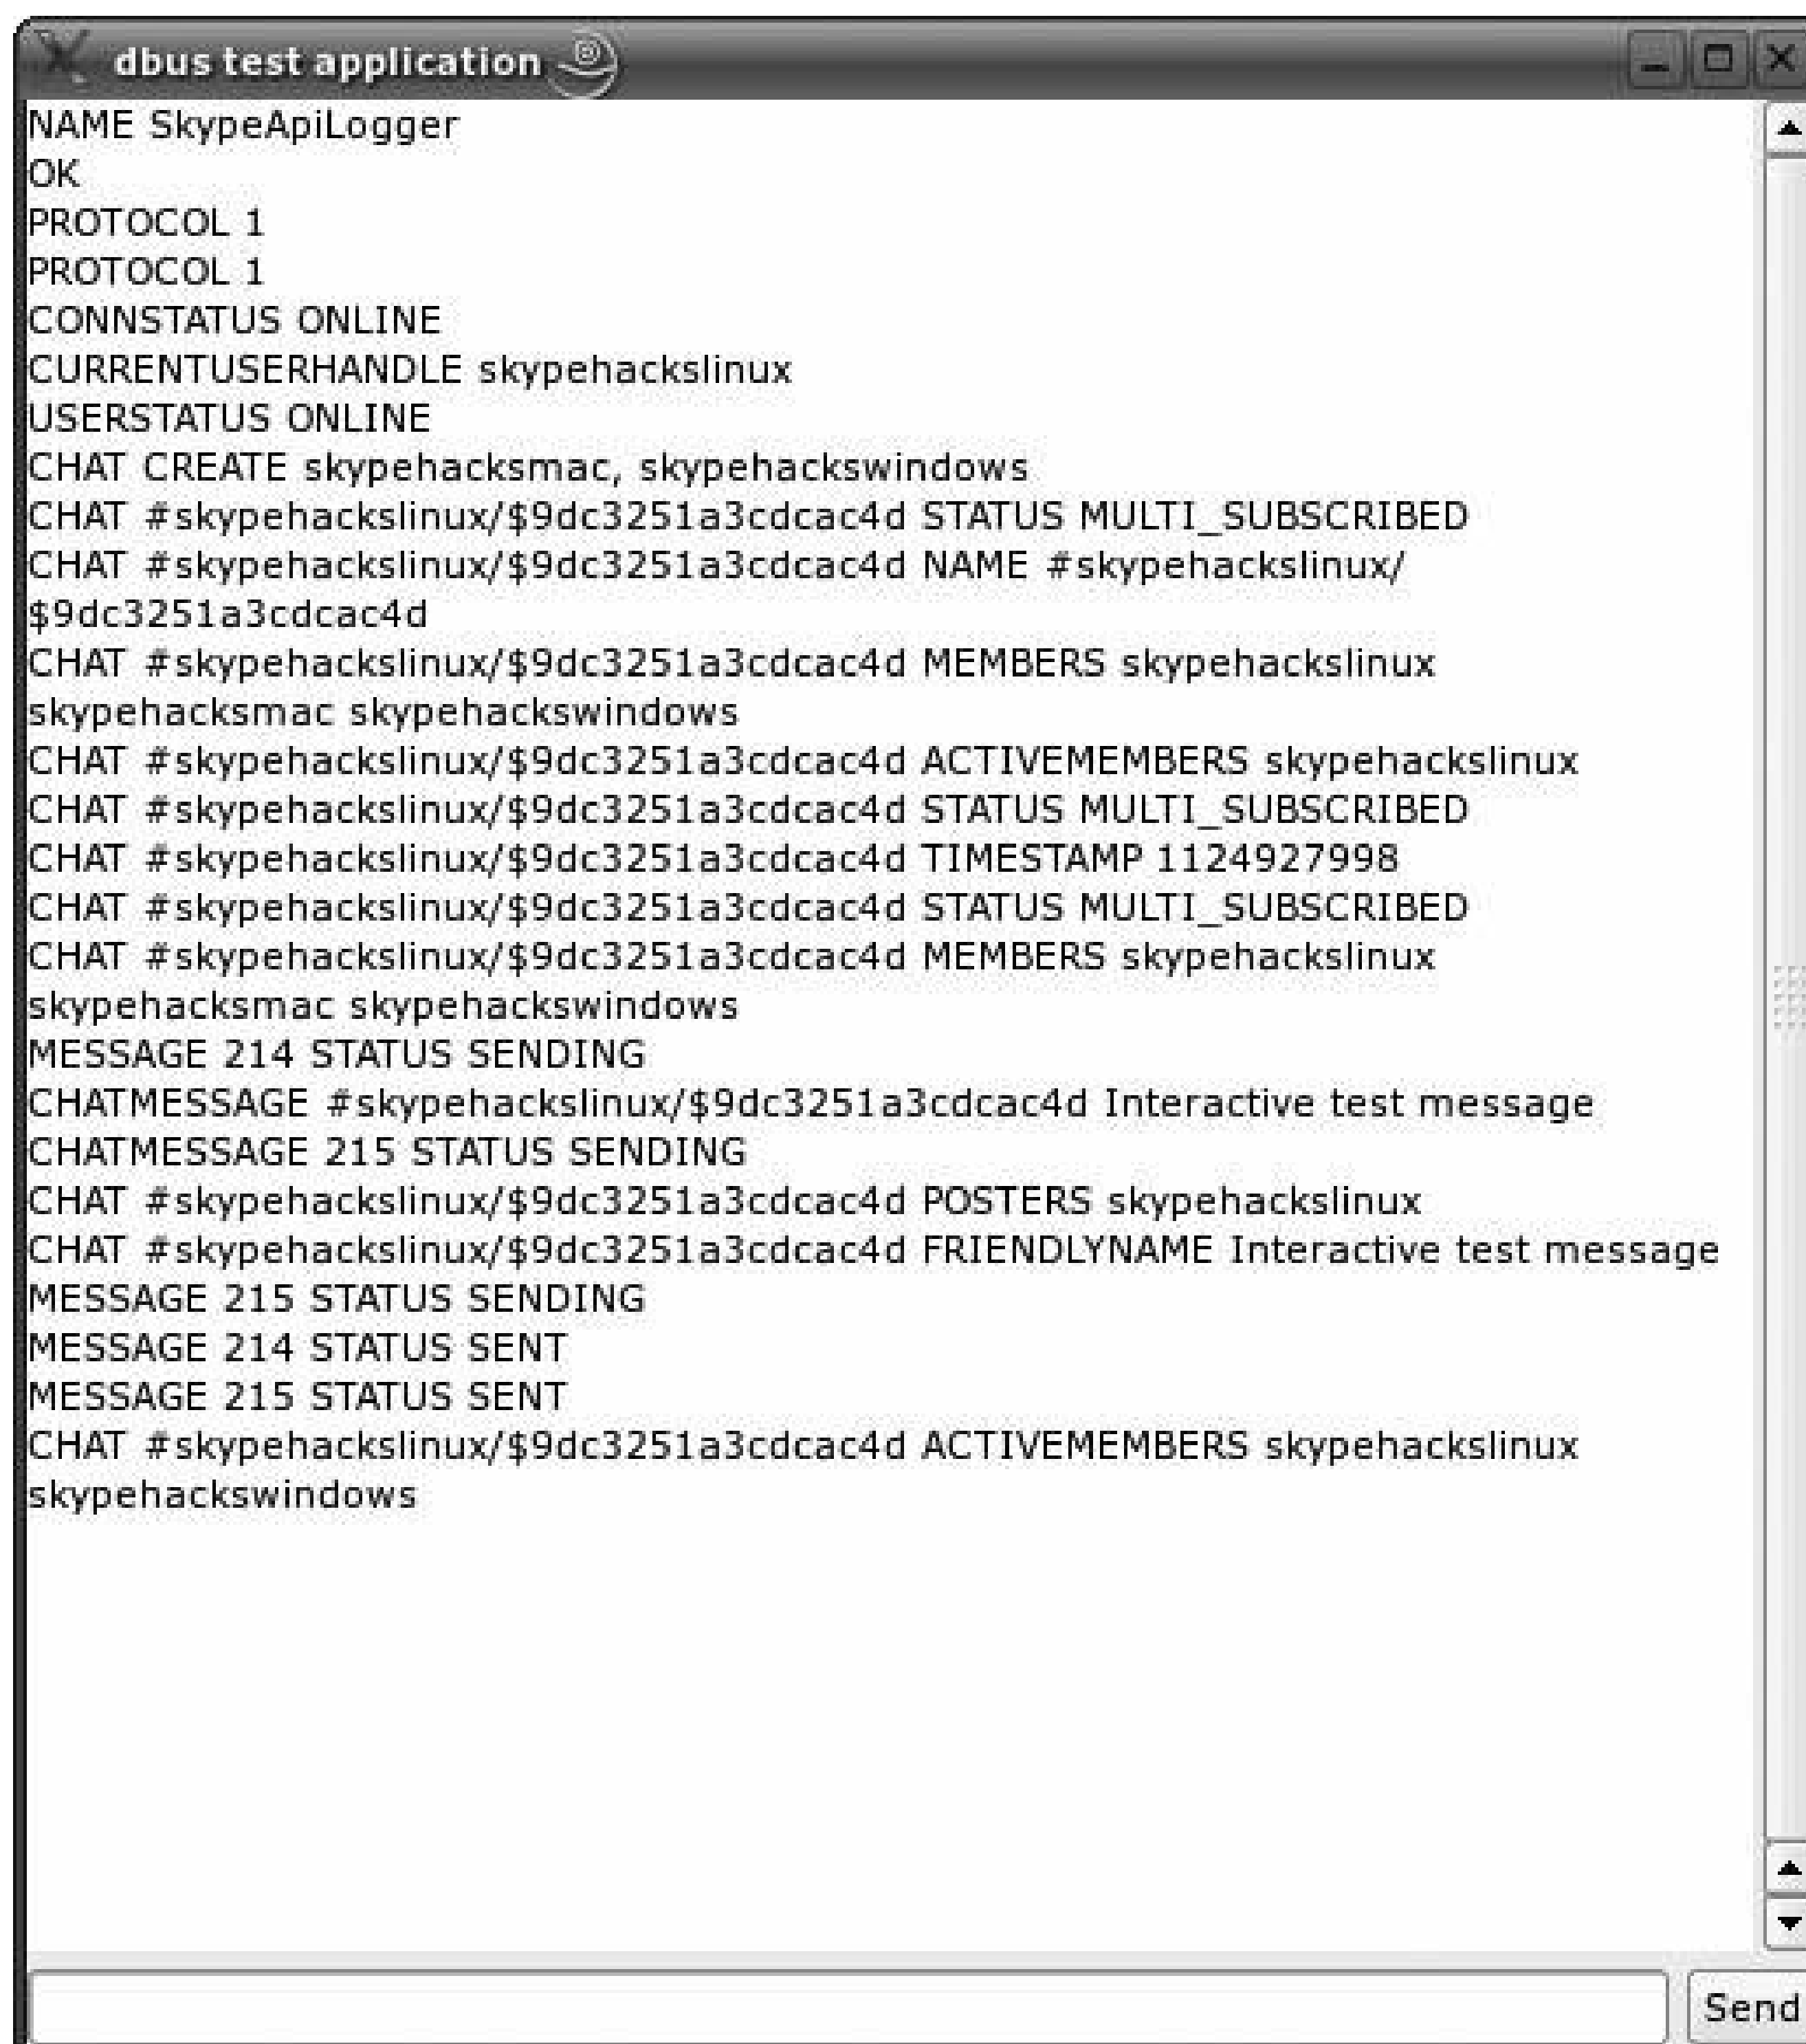 dbus test application
NAME SkypeApiLogger
OK
PROTOCOL 1
PROTOCOL 1
CONNSTATUS ONLINE
CURRENTUSERHANDLE skypehackslinux
USERSTATUS ONLINE
CHAT CREATE skypehacksmac, skypehackswindows
CHAT #skypehackslinux/$9dc3251a3cdcac4d STATUS MULTI_SUBSCRIBED
CHAT #skypehackslinux/$9dc3251a3cdcac4d NAME #skypehackslinux/
$9dc3251a3cdcac4d
CHAT #skypehackslinux/$9dc3251a3cdcac4d MEMBERS skypehackslinux
skypehacksmac skypehackswindows
CHAT #skypehackslinux/$9dc3251a3cdcac4d ACTIVEMEMBERS skypehackslinux
CHAT #skypehackslinux/$9dc3251a3cdcac4d STATUS MULTI_SUBSCRIBED
CHAT #skypehackslinux/$9dc3251a3cdcac4d TIMESTAMP 1124927998
CHAT #skypehackslinux/$9dc3251a3cdcac4d STATUS MULTI_SUBSCRIBED
CHAT #skypehackslinux/$9dc3251a3cdcac4d MEMBERS skypehackslinux
skypehacksmac skypehackswindows
MESSAGE 214 STATUS SENDING
CHATMESSAGE #skypehackslinux/$9dc3251a3cdcac4d Interactive test message
CHATMESSAGE 215 STATUS SENDING
CHAT #skypehackslinux/$9dc3251a3cdcac4d POSTERS skypehackslinux
CHAT #skypehackslinux/$9dc3251a3cdcac4d FRIENDLYNAME Interactive test message
MESSAGE 215 STATUS SENDING
MESSAGE 214 STATUS SENT
MESSAGE 215 STATUS SENT
CHAT #skypehackslinux/$9dc3251a3cdcac4d ACTIVEMEMBERS skypehackslinux
skypehackswindows
Send